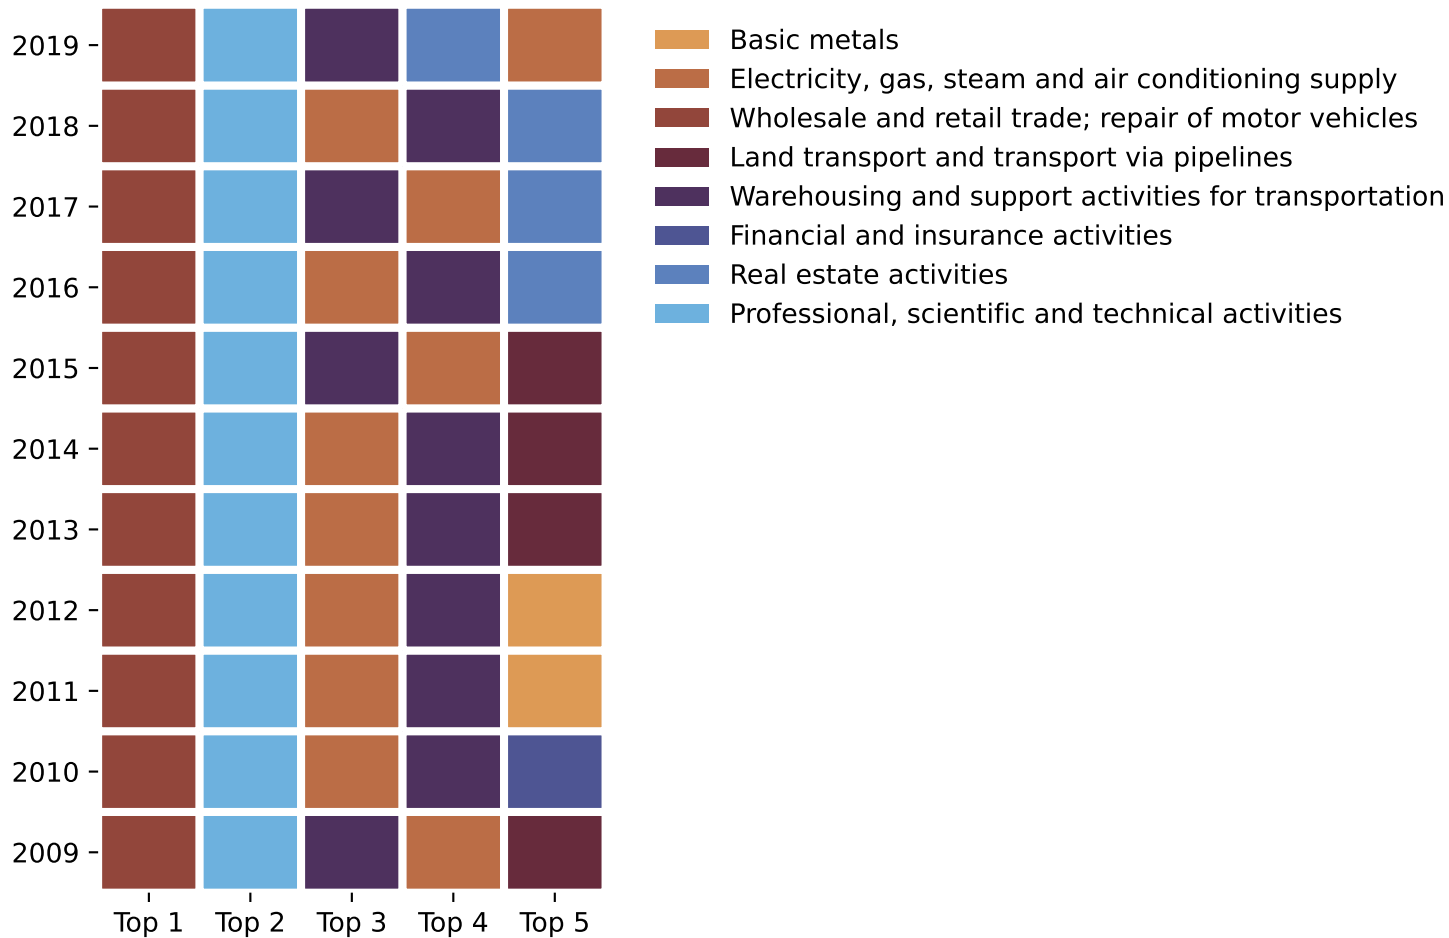 2019
2018
2017
2016
2015
2014
2013
2012
2011
2010
2009
Top 1
Top 2
Top 3
Top 4
Top 5
Basic metals
Electricity, gas, steam and air conditioning supply
Wholesale and retail trade; repair of motor vehicles
Land transport and transport via pipelines
Warehousing and support activities for transportation
Financial and insurance activities
Real estate activities
Professional, scientific and technical activities